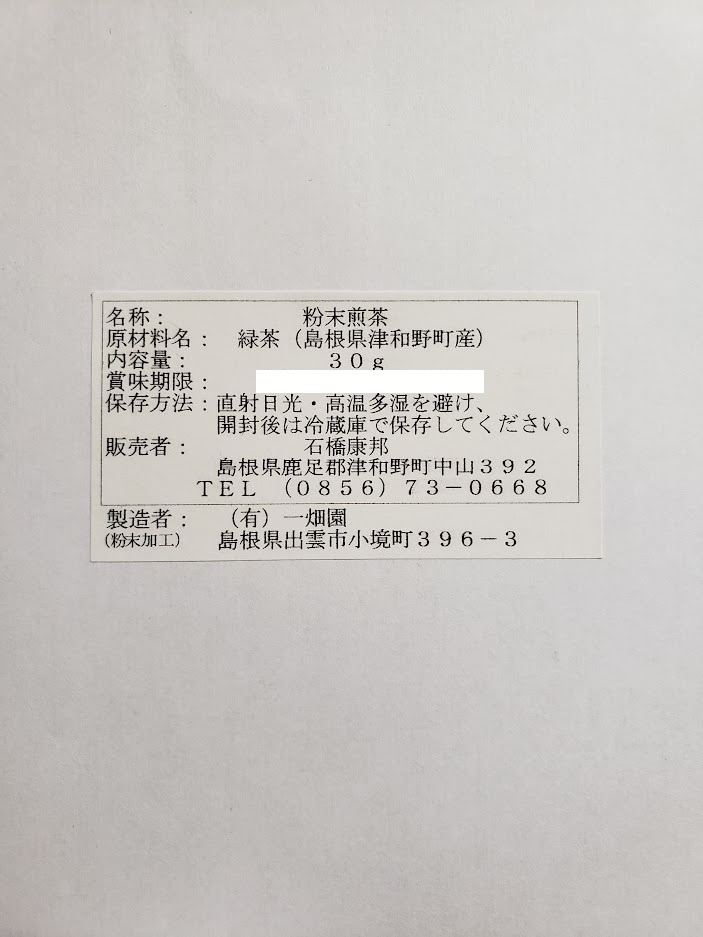 名称： 粉末煎茶
原材料名： 緑茶（島根県津和野町産）
内容量： ３０ｇ
賞味期限：
保存方法：直射日光・高温多湿を避け、
開封後は冷蔵庫で保存してください。
販売者： 石橋康邦
島根県鹿足郡津和野町中山３９２
ＴＥＬ （０８５６）７３－０６６８
製造者： （有）一畑園
（粉末加工） 島根県出雲市小境町３９６－３